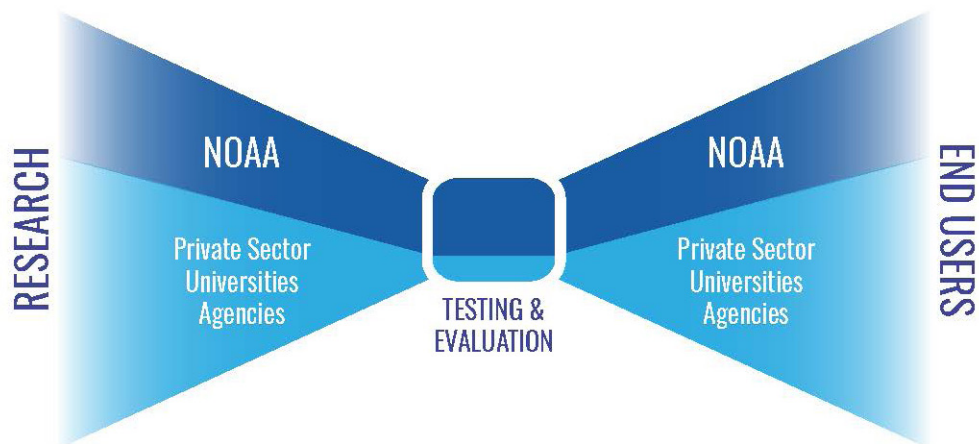 RESEARCH
NOAA
Private Sector
Universities
Agencies
TESTING &
EVALUATION
NOAA
Private Sector
Universities
Agencies
END USERS